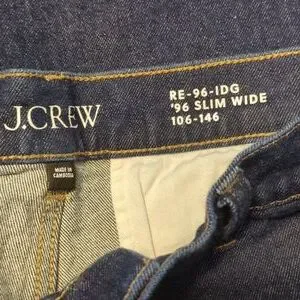 J.CREW
RE-96-IDG
'96 SLIM WIDE
106-146
MADE IN
CAMBODIA